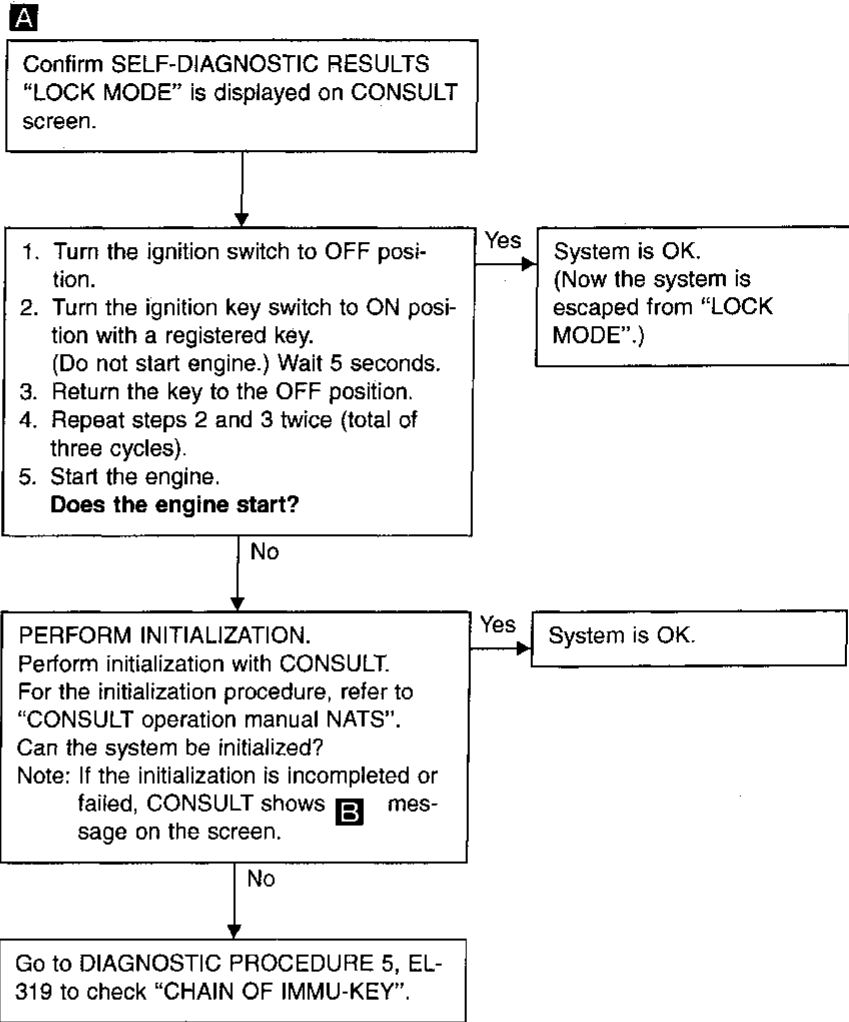 A
Confirm SELF-DIAGNOSTIC RESULTS
“LOCK MODE” is displayed on CONSULT
screen.
1. Turn the ignition switch to OFF posi-
tion.
2. Turn the ignition key switch to ON posi-
tion with a registered key.
(Do not start engine.) Wait 5 seconds.
3. Return the key to the OFF position.
4. Repeat steps 2 and 3 twice (total of
three cycles).
5. Start the engine.
Does the engine start?
Yes
System is OK.
(Now the system is
escaped from “LOCK
MODE”.)
No
PERFORM INITIALIZATION.
Perform initialization with CONSULT.
For the initialization procedure, refer to
“CONSULT operation manual NATS”.
Can the system be initialized?
Note: If the initialization is incompleted or
failed, CONSULT shows B mes-
sage on the screen.
Yes
System is OK.
No
Go to DIAGNOSTIC PROCEDURE 5, EL-
319 to check “CHAIN OF IMMU-KEY”.